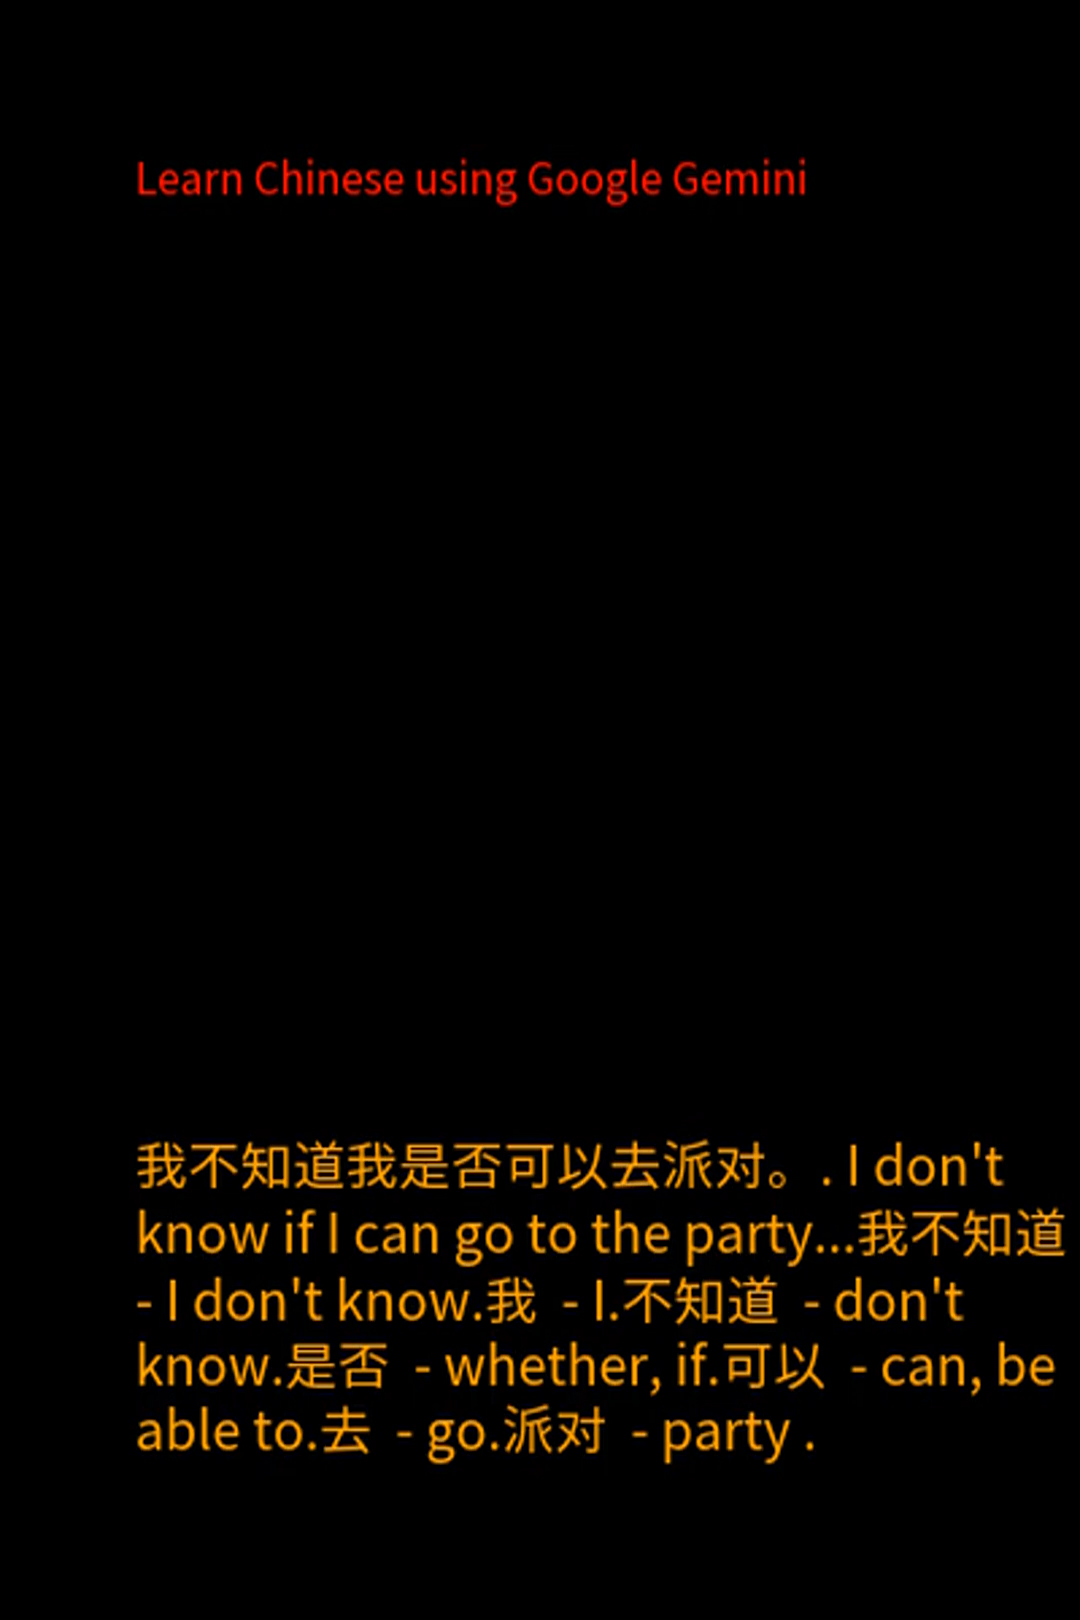 Learn Chinese using Google Gemini
我不知道我是否可以去派对。. I don't
know if I can go to the party...我不知道
- I don't know.我 - I.不知道 - don't
know.是否 - whether, if.可以 - can, be
able to.去 - go.派对 - party .